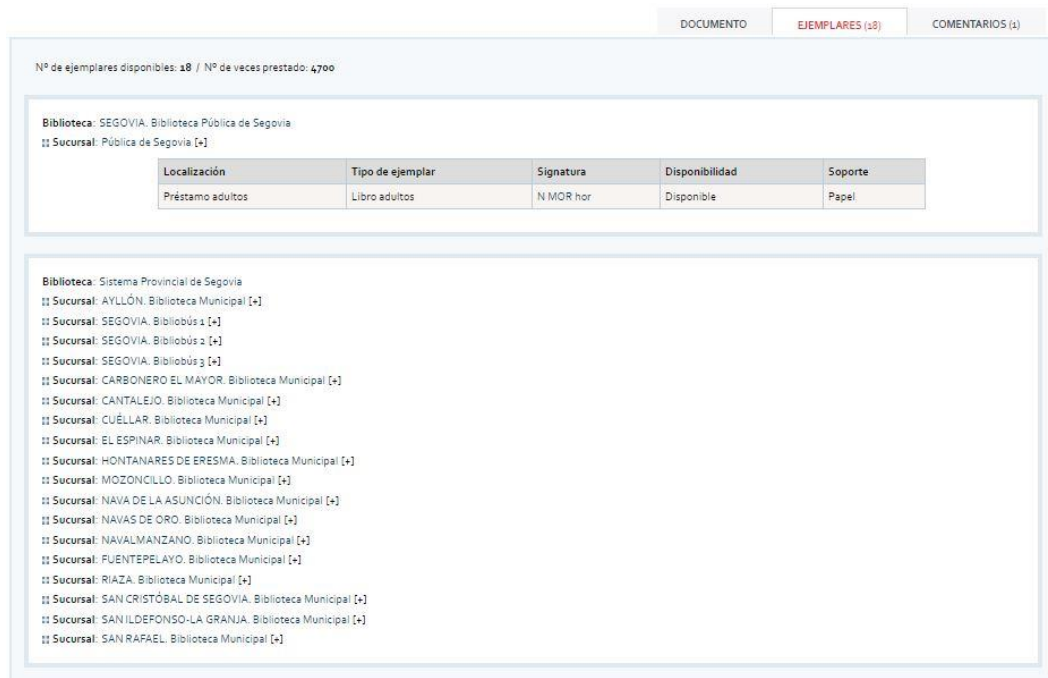 DOCUMENTO EJEMPLARES (18) COMENTARIOS (1)
Nº de ejemplares disponibles: 18 / Nº de veces prestado: 4700
Biblioteca: SEGOVIA. Biblioteca Pública de Segovia
Sucursal: Pública de Segovia [+]
Localización Tipo de ejemplar Signatura Disponibilidad Soporte
Préstamo adultos Libro adultos N MOR hor Disponible Papel
Biblioteca: Sistema Provincial de Segovia
Sucursal: AYLLÓN. Biblioteca Municipal [+]
Sucursal: SEGOVIA. Bibliobús 1 [+]
Sucursal: SEGOVIA. Bibliobús 2 [+]
Sucursal: SEGOVIA. Bibliobús 3 [+]
Sucursal: CARBONERO EL MAYOR. Biblioteca Municipal [+]
Sucursal: CANTALEJO. Biblioteca Municipal [+]
Sucursal: CUÉLLAR. Biblioteca Municipal [+]
Sucursal: EL ESPINAR. Biblioteca Municipal [+]
Sucursal: HONTANARES DE ERESMA. Biblioteca Municipal [+]
Sucursal: MOZONCILLO. Biblioteca Municipal [+]
Sucursal: NAVA DE LA ASUNCIÓN. Biblioteca Municipal [+]
Sucursal: NAVAS DE ORO. Biblioteca Municipal [+]
Sucursal: NAVALMANZANO. Biblioteca Municipal [+]
Sucursal: FUENTEPELAYO. Biblioteca Municipal [+]
Sucursal: RIAZA. Biblioteca Municipal [+]
Sucursal: SAN CRISTÓBAL DE SEGOVIA. Biblioteca Municipal [+]
Sucursal: SAN ILDEFONSO-LA GRANJA. Biblioteca Municipal [+]
Sucursal: SAN RAFAEL. Biblioteca Municipal [+]